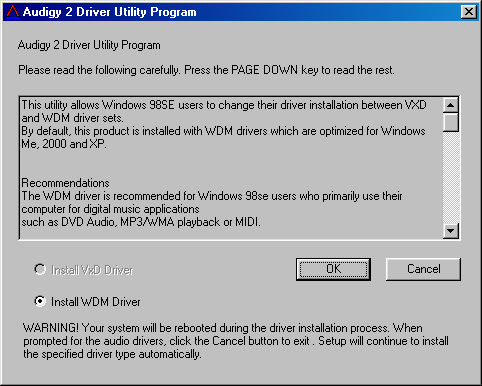 Audigy 2 Driver Utility Program
Audigy 2 Driver Utility Program
Please read the following carefully. Press the PAGE DOWN key to read the rest.
This utility allows Windows 98SE users to change their driver installation between VXD
and WDM driver sets.
By default, this product is installed with WDM drivers which are optimized for Windows
Me, 2000 and XP.
Recommendations
The WDM driver is recommended for Windows 98se users who primarily use their
computer for digital music applications
such as DVD Audio, MP3/WMA playback or MIDI.
Install VxD Driver
OK
Cancel
Install WDM Driver
WARNING! Your system will be rebooted during the driver installation process. When
prompted for the audio drivers, click the Cancel button to exit . Setup will continue to install
the specified driver type automatically.